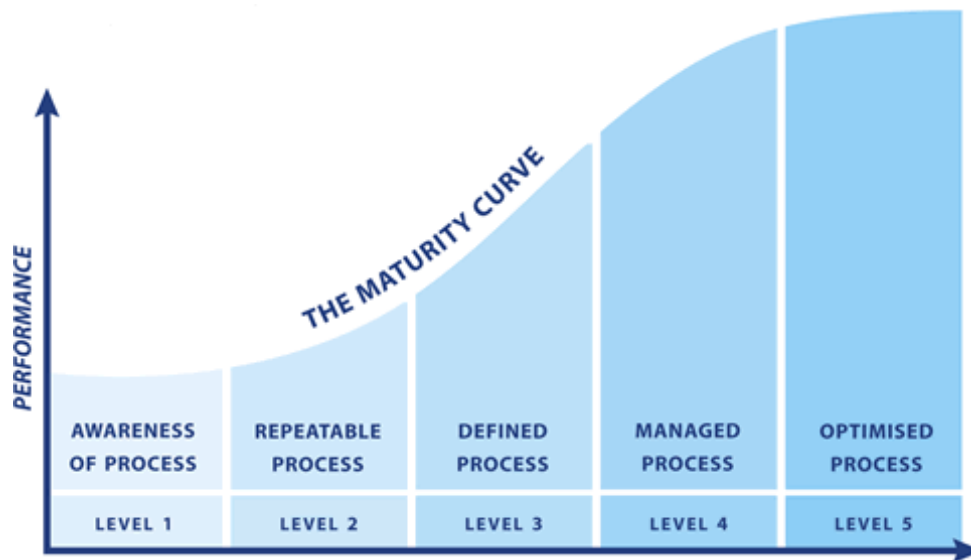 THE MATURITY CURVE
PERFORMANCE
AWARENESS
OF PROCESS
REPEATABLE
PROCESS
DEFINED
PROCESS
MANAGED
PROCESS
OPTIMISED
PROCESS
LEVEL 1
LEVEL 2
LEVEL 3
LEVEL 4
LEVEL 5